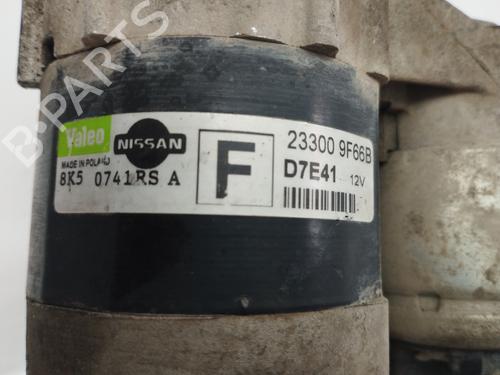 Valeo
NISSAN
MADE IN POLAND
8K5 0741RS A
F
23300 9F66B
D7E41 12V
B-PARTS